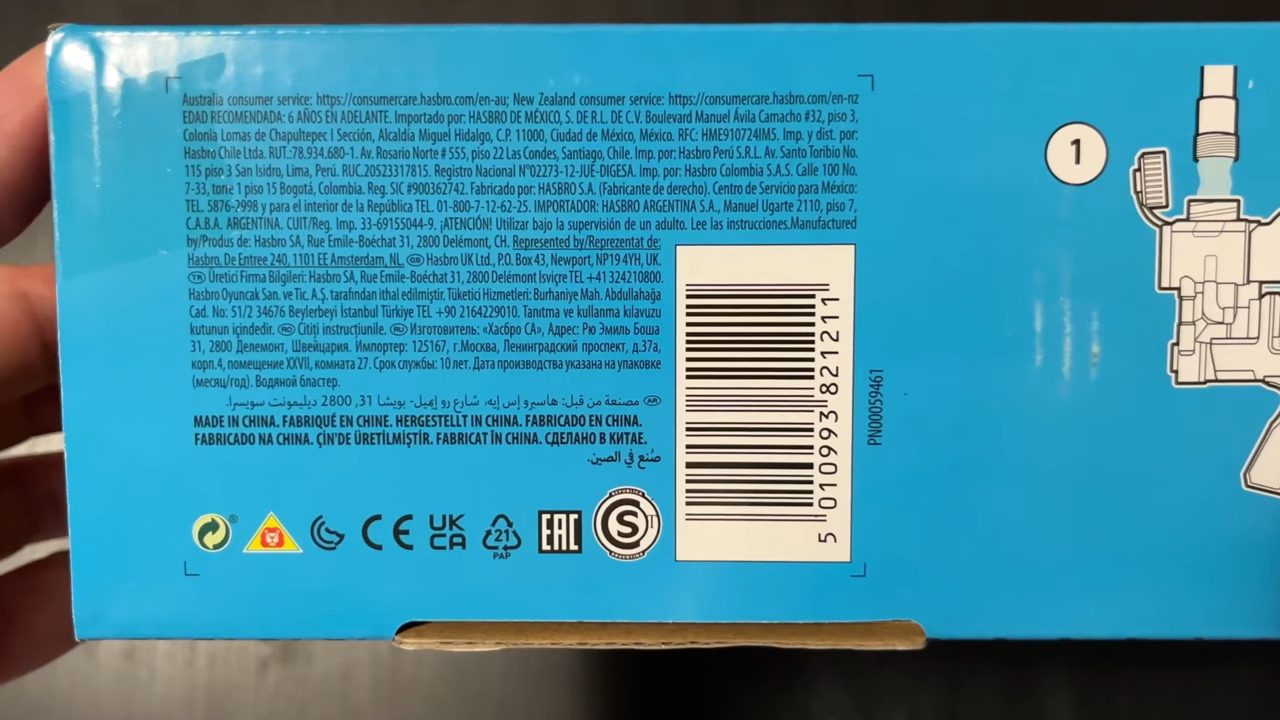 Australia consumer service: https://consumercare.hasbro.com/en-au; New Zealand consumer service: https://consumercare.hasbro.com/en-nz
EDAD RECOMENDADA: 6 AÑOS EN ADELANTE. Importado por: HASBRO DE MÉXICO, S. DE R.L. DE C.V. Boulevard Manuel Ávila Camacho #32, piso 3,
Colonia Lomas de Chapultepec I Sección, Alcaldía Miguel Hidalgo, C.P. 11000, Ciudad de México, México. RFC: HME910724IM5. Imp. y dist. por:
Hasbro Chile Ltda. RUT.:78.934.680-1. Av. Rosario Norte # 555, piso 22 Las Condes, Santiago, Chile. Imp. por: Hasbro Perú S.R.L. Av. Santo Toribio No.
115 piso 3 San Isidro, Lima, Perú. RUC.20523317815. Registro Nacional N°02273-12-JUE-DIGESA. Imp. por: Hasbro Colombia S.A.S. Calle 100 No.
7-33, torre 1 piso 15 Bogotá, Colombia. Reg. SIC #900362742. Fabricado por: HASBRO S.A. (Fabricante de derecho). Centro de Servicio para México:
TEL. 5876-2998 y para el interior de la República TEL. 01-800-7-12-62-25. IMPORTADOR: HASBRO ARGENTINA S.A., Manuel Ugarte 2110, piso 7,
C.A.B.A. ARGENTINA. CUIT/Reg. Imp. 33-69155044-9. ¡ATENCIÓN! Utilizar bajo la supervisión de un adulto. Lee las instrucciones.Manufactured
by/Produs de: Hasbro SA, Rue Emile-Boéchat 31, 2800 Delémont, CH. Represented by/Reprezentat de:
Hasbro, De Entree 240, 1101 EE Amsterdam, NL. GB Hasbro UK Ltd., P.O. Box 43, Newport, NP19 4YH, UK.
TR Üretici Firma Bilgileri: Hasbro SA, Rue Emile-Boéchat 31, 2800 Delémont İsviçre TEL +41 324210800.
Hasbro Oyuncak San. ve Tic. A.Ş. tarafından ithal edilmiştir. Tüketici Hizmetleri: Burhaniye Mah. Abdullahağa
Cad. No: 51/2 34676 Beylerbeyi İstanbul Türkiye TEL +90 2164229010. Tanıtma ve kullanma kılavuzu
kutunun içindedir. RO Citiți instrucțiunile. RU Изготовитель: «Хасбро СА», Адрес: Рю Эмиль Боша
31, 2800 Делемонт, Швейцария. Импортер: 125167, г.Москва, Ленинградский проспект, д.37а,
корп.4, помещение XXVII, комната 27. Срок службы: 10 лет. Дата производства указана на упаковке
(месяц/год). Водяной бластер.
AR مصنعة من قبل: هاسبرو إس إيه، شارع رو إيميل- بويشا 31، 2800 ديليمونت سويسرا.
MADE IN CHINA. FABRIQUÉ EN CHINE. HERGESTELLT IN CHINA. FABRICADO EN CHINA.
FABRICADO NA CHINA. ÇİN'DE ÜRETİLMİŞTİR. FABRICAT ÎN CHINA. СДЕЛАНО В КИТАЕ.
صُنع في الصين.
CE UK CA 21 PAP EAC REPUBLICA S ARGENTINA
5 010993 821211
PN00059461
1